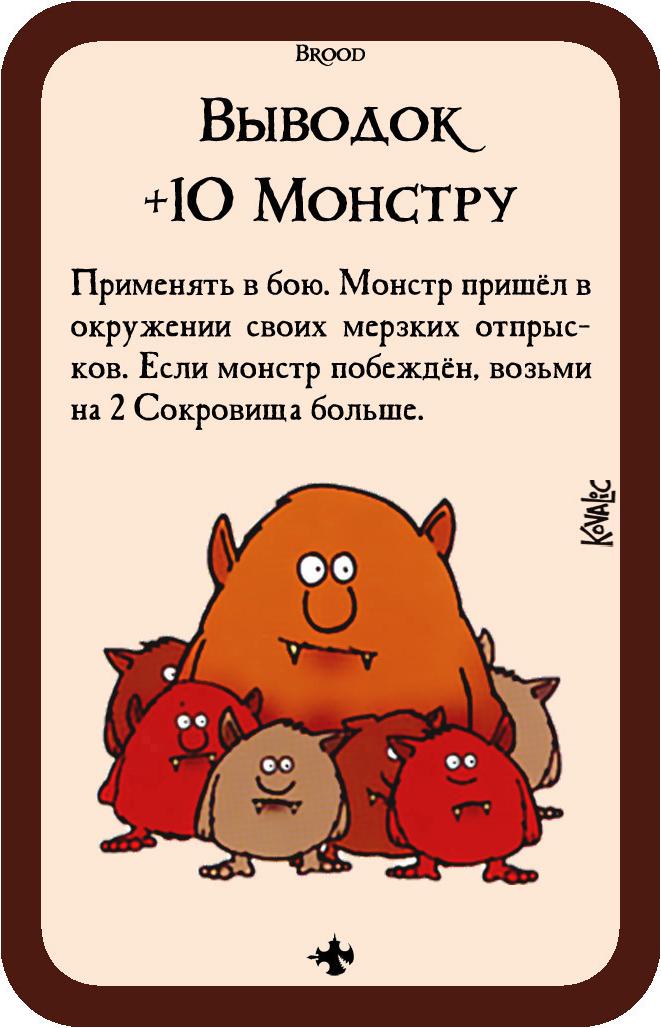 Brood
Выводок
+10 Монстру
Применять в бою. Монстр пришёл в
окружении своих мерзких отпрыс-
ков. Если монстр побеждён, возьми
на 2 Сокровища больше.
Kovalic